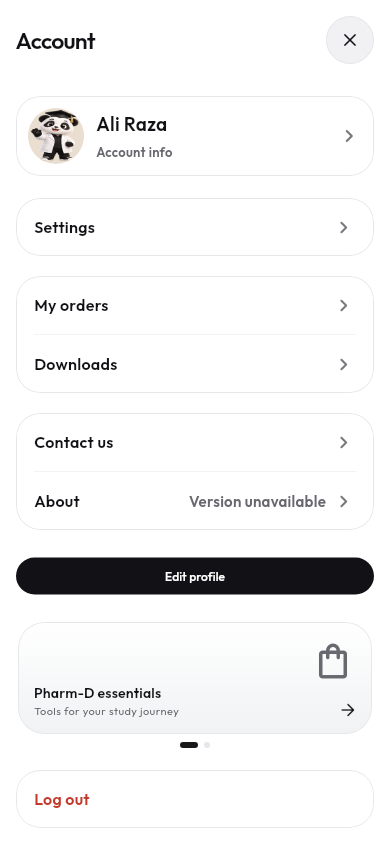 Account
Ali Raza
Account info
Settings
My orders
Downloads
Contact us
About
Version unavailable
Edit profile
Pharm-D essentials
Tools for your study journey
Log out